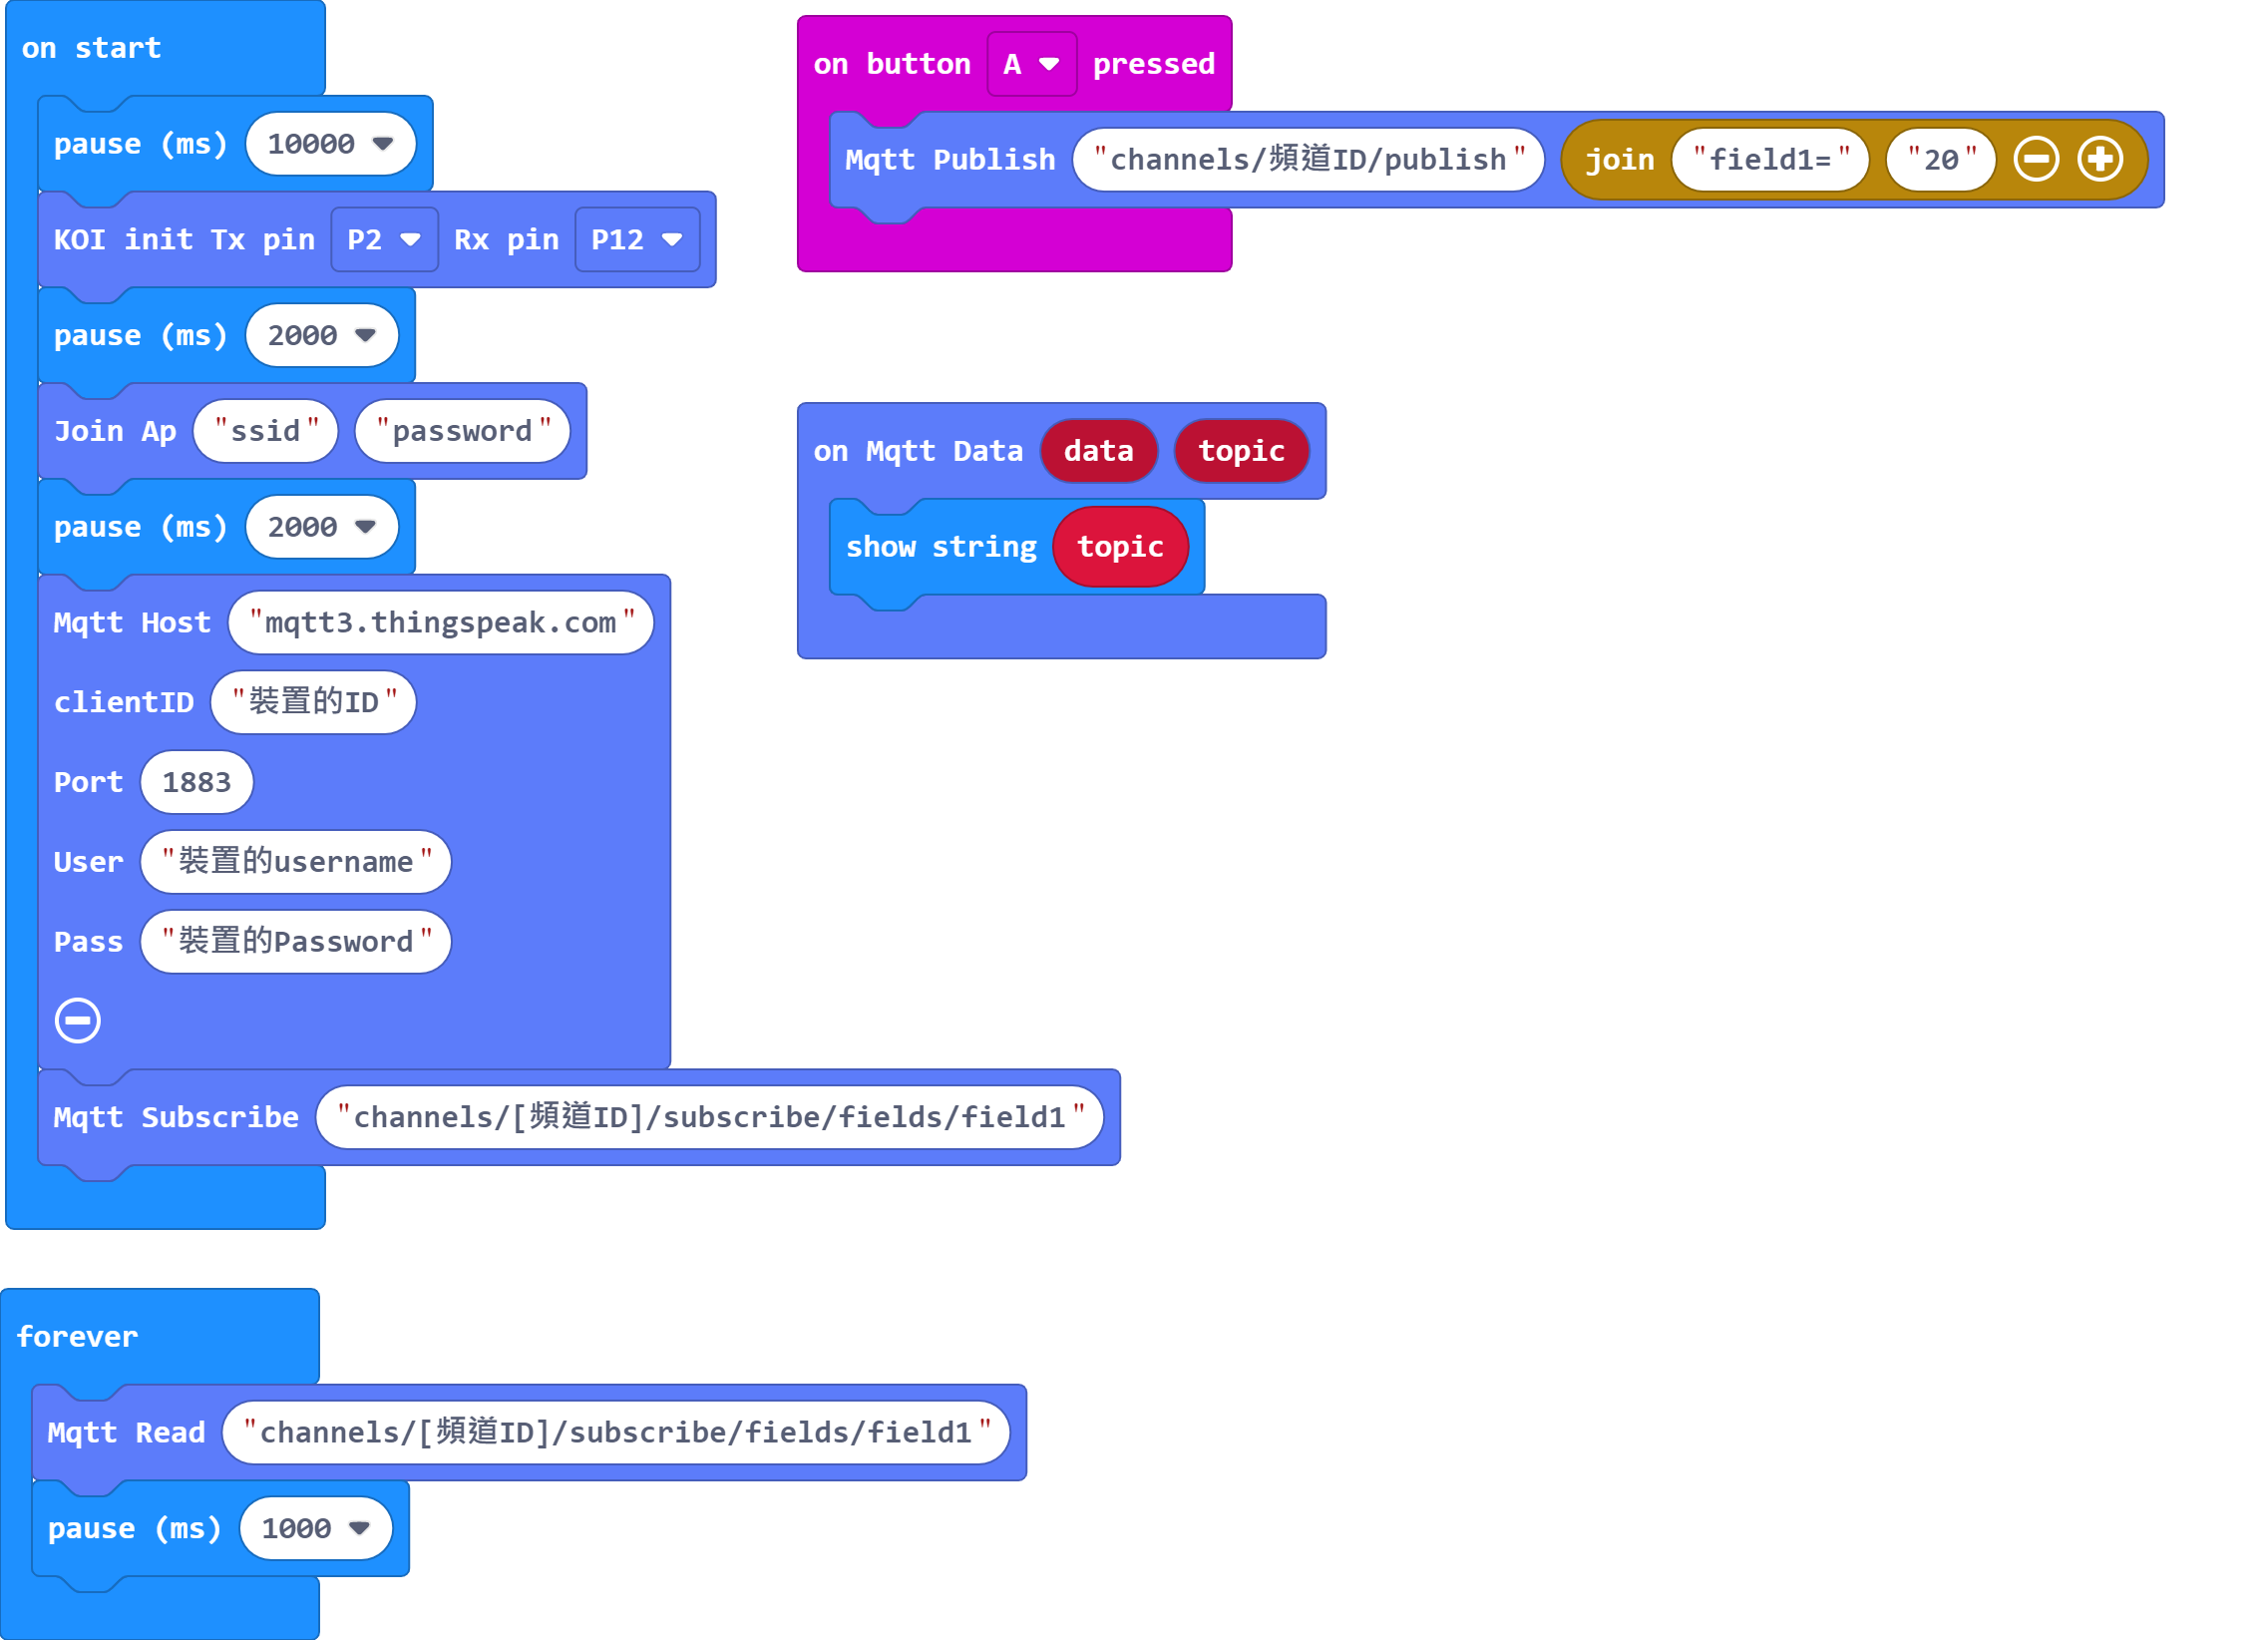 on start
pause (ms) 10000
KOI init Tx pin P2 Rx pin P12
pause (ms) 2000
Join Ap "ssid" "password"
pause (ms) 2000
Mqtt Host "mqtt3.thingspeak.com"
clientID "裝置的ID"
Port 1883
User "裝置的username"
Pass "裝置的Password"
Mqtt Subscribe "channels/[頻道ID]/subscribe/fields/field1"
forever
Mqtt Read "channels/[頻道ID]/subscribe/fields/field1"
pause (ms) 1000
on button A pressed
Mqtt Publish "channels/頻道ID/publish" join "field1=" "20"
on Mqtt Data data topic
show string topic